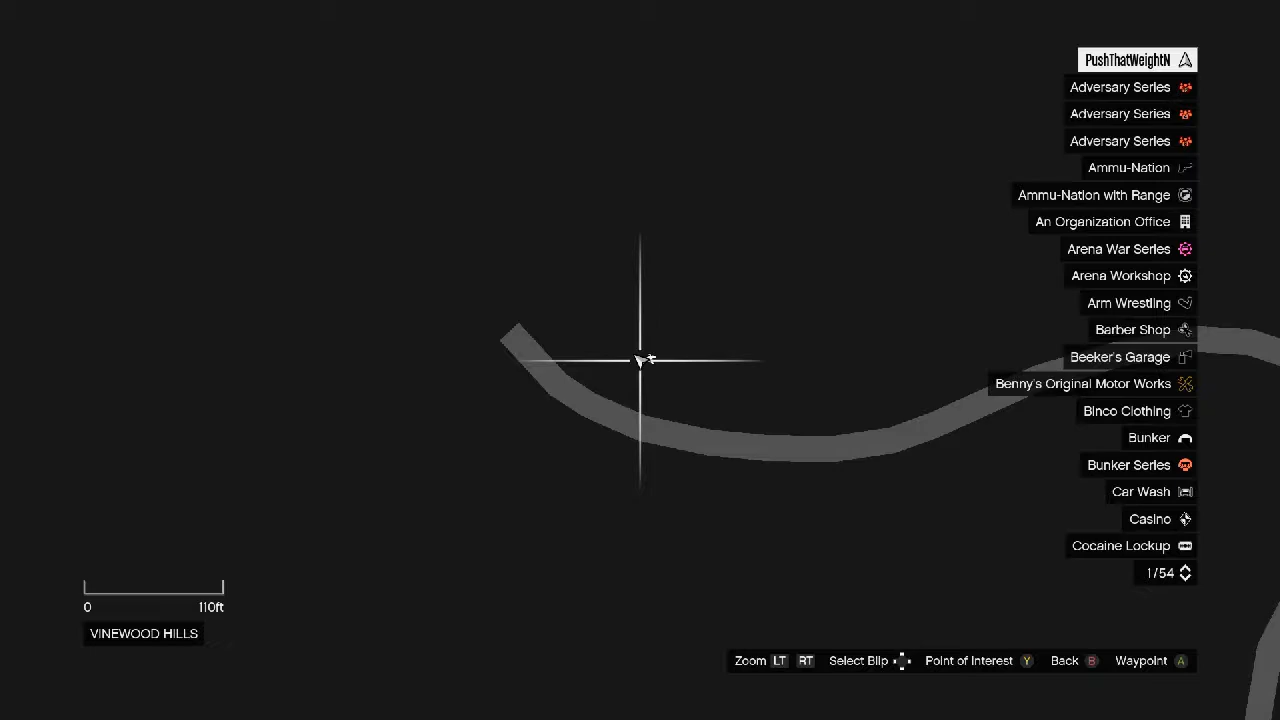 PushThatWeightN
Adversary Series
Adversary Series
Adversary Series
Ammu-Nation
Ammu-Nation with Range
An Organization Office
Arena War Series
Arena Workshop
Arm Wrestling
Barber Shop
Beeker's Garage
Benny's Original Motor Works
Binco Clothing
Bunker
Bunker Series
Car Wash
Casino
Cocaine Lockup
1/54
0 110ft
VINEWOOD HILLS
Zoom LT RT Select Blip Point of Interest Y Back B Waypoint A